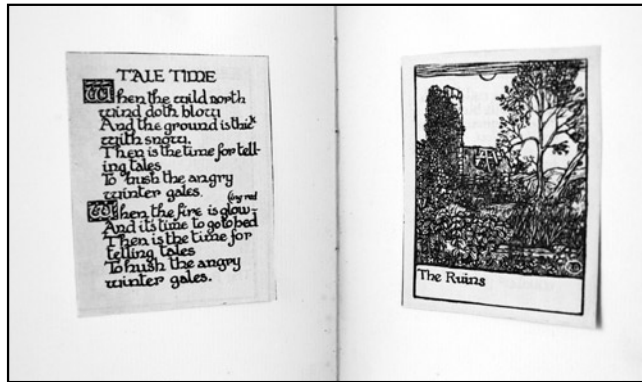 TALE TIME
When the wild north
wind doth blow
And the ground is thick
with snow.
Then is the time for tell-
ing tales
To hush the angry
winter gales.
When the fire is glow-
ing red
And its time to go to bed
Then is the time for
telling tales
To hush the angry
winter gales.
The Ruins